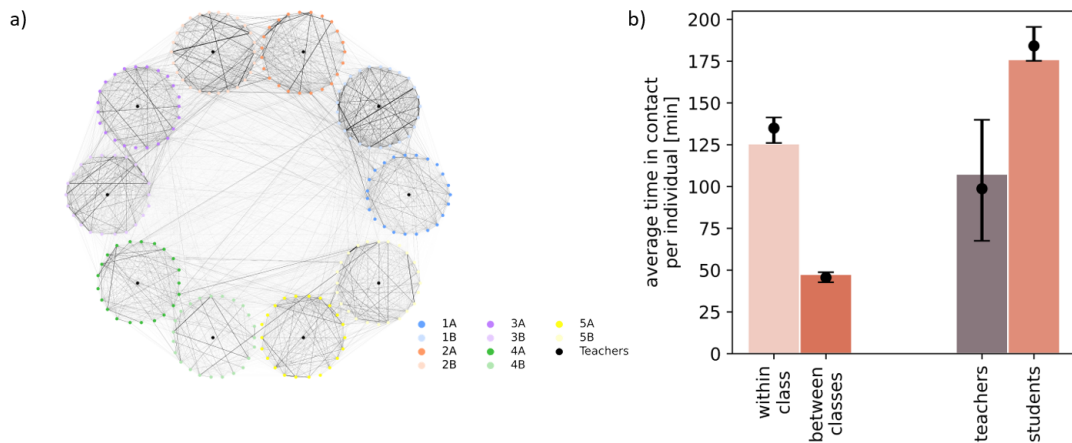 a)
1A
1B
2A
2B
3A
3B
4A
4B
5A
5B
Teachers
b)
average time in contact
per individual [min]
200
175
150
125
100
75
50
25
0
within
class
between
classes
teachers
students